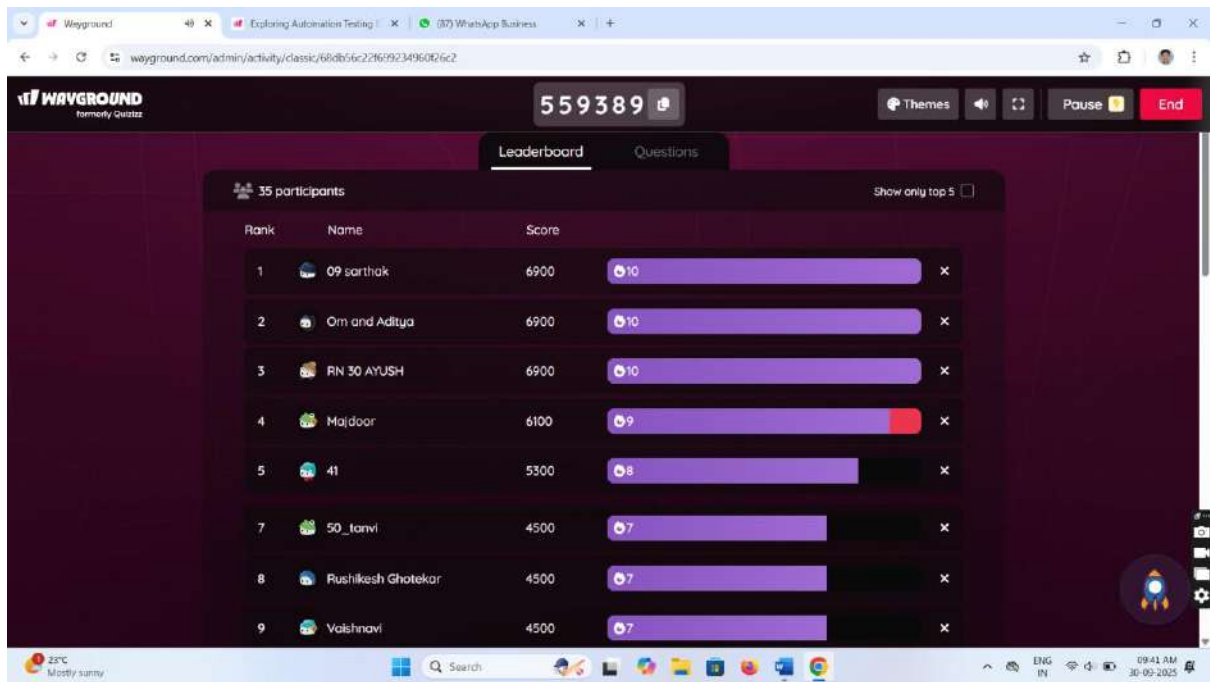 Wayground
Exploring Automation Testing
(87) WhatsApp Business
wayground.com/admin/activity/classic/68db56c22f699234960f26c2
WAYGROUND
formerly Quizizz
559389
Themes
Pause
End
Leaderboard
Questions
35 participants
Show only top 5
Rank Name Score
1 09 sarthak 6900 10
2 Om and Aditya 6900 10
3 RN 30 AYUSH 6900 10
4 Majdoor 6100 9
5 41 5300 8
7 50_tanvi 4500 7
8 Rushikesh Ghotekar 4500 7
9 Vaishnavi 4500 7
1
23°C
Mostly sunny
Search
ENG
IN
09:41 AM
30-09-2025